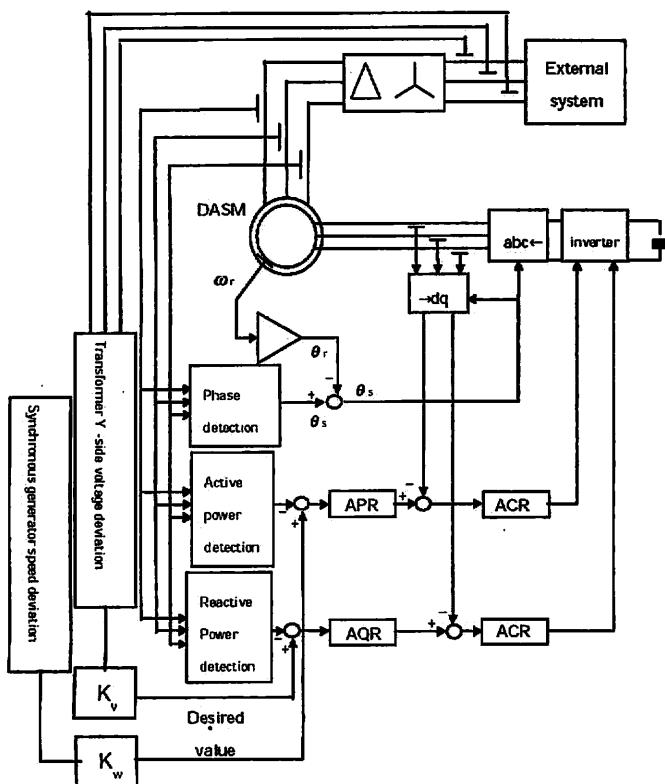 External
system
DASM
abc←
inverter
ωr
→dq
θr
−
Phase
detection
+
θs
θs
Transformer Y -side voltage deviation
Synchronous generator speed deviation
Active
power
detection
−
+
APR
−
+
ACR
Reactive
Power
detection
−
+
AQR
−
+
ACR
Kv
Desired
value
Kw